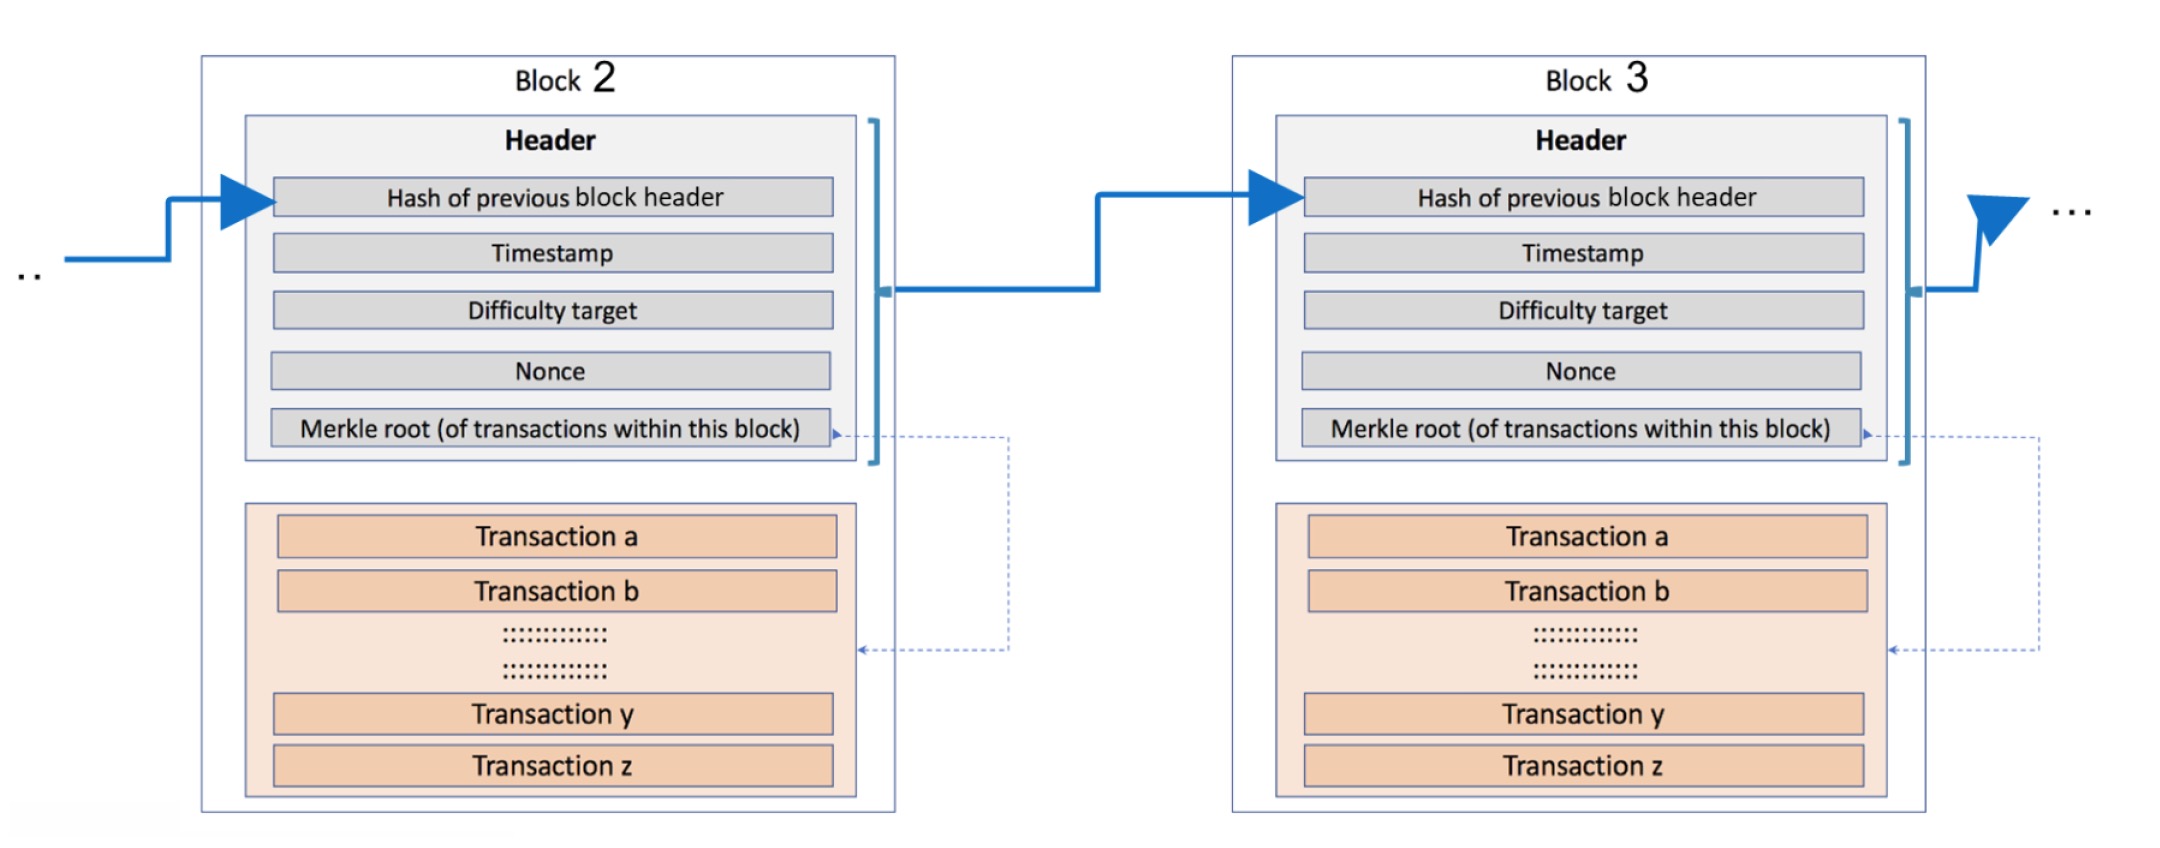 ..
Block 2
Header
Hash of previous block header
Timestamp
Difficulty target
Nonce
Merkle root (of transactions within this block)
Transaction a
Transaction b
:::::::::::::
:::::::::::::
Transaction y
Transaction z
Block 3
Header
Hash of previous block header
Timestamp
Difficulty target
Nonce
Merkle root (of transactions within this block)
Transaction a
Transaction b
:::::::::::::
:::::::::::::
Transaction y
Transaction z
...